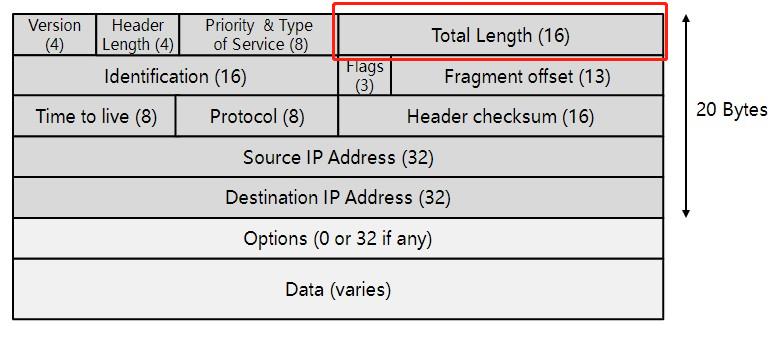 Version
(4)
Header
Length (4)
Priority & Type
of Service (8)
Total Length (16)
Identification (16)
Flags
(3)
Fragment offset (13)
Time to live (8)
Protocol (8)
Header checksum (16)
Source IP Address (32)
Destination IP Address (32)
Options (0 or 32 if any)
Data (varies)
20 Bytes